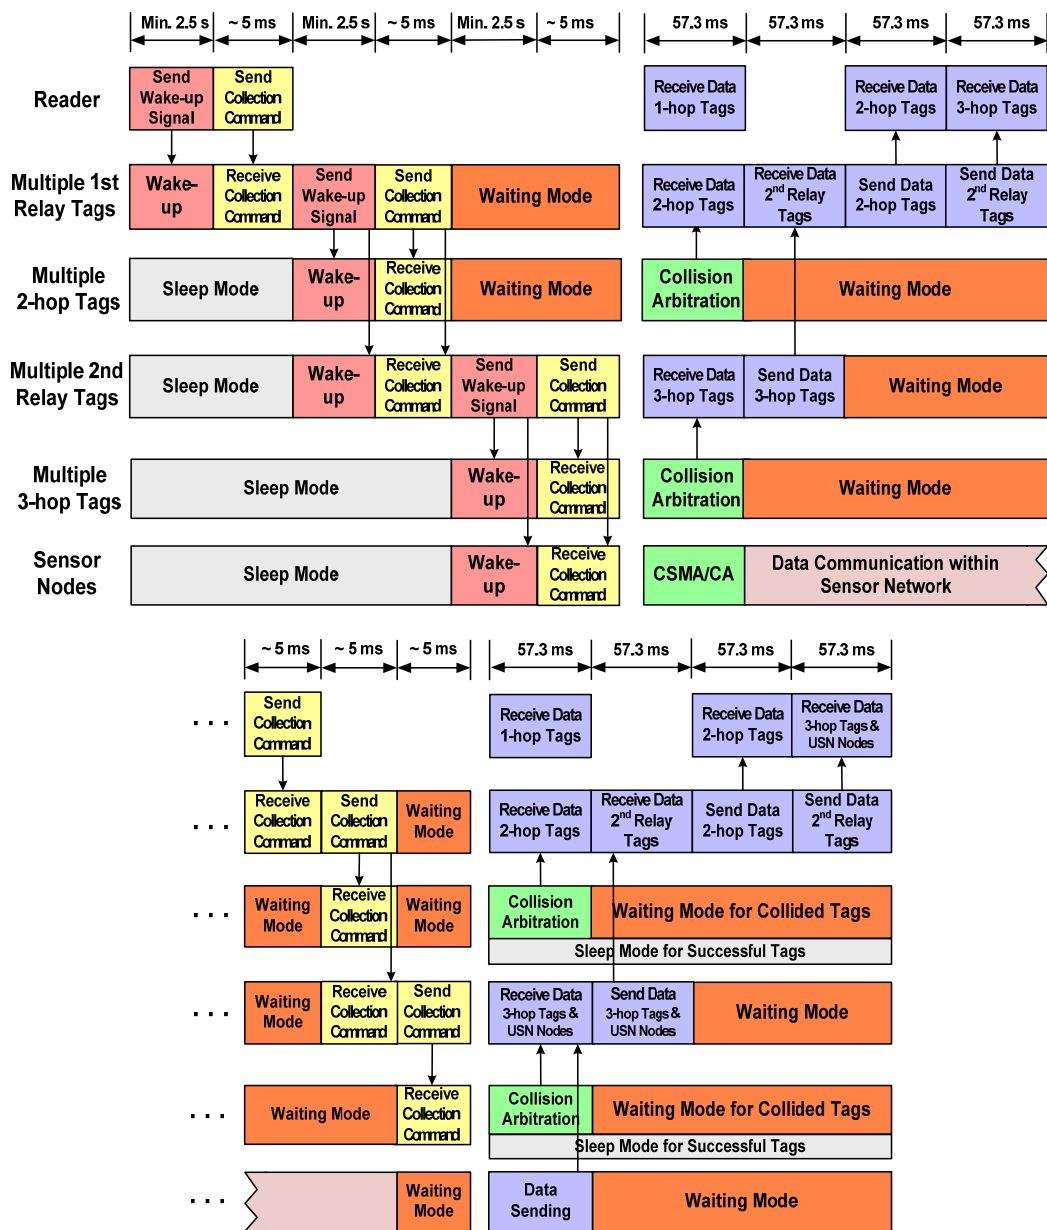 Min. 2.5 s ~ 5 ms Min. 2.5 s ~ 5 ms Min. 2.5 s ~ 5 ms 57.3 ms 57.3 ms 57.3 ms 57.3 ms
Reader
Send
Wake-up
Signal
Send
Collection
Command
Receive Data
1-hop Tags
Receive Data
2-hop Tags
Receive Data
3-hop Tags
Multiple 1st
Relay Tags
Wake-
up
Receive
Collection
Command
Send
Wake-up
Signal
Send
Collection
Command
Waiting Mode
Receive Data
2-hop Tags
Receive Data
2nd Relay
Tags
Send Data
2-hop Tags
Send Data
2nd Relay
Tags
Multiple
2-hop Tags
Sleep Mode
Wake-
up
Receive
Collection
Command
Waiting Mode
Collision
Arbitration
Waiting Mode
Multiple 2nd
Relay Tags
Sleep Mode
Wake-
up
Receive
Collection
Command
Send
Wake-up
Signal
Send
Collection
Command
Receive Data
3-hop Tags
Send Data
3-hop Tags
Waiting Mode
Multiple
3-hop Tags
Sleep Mode
Wake-
up
Receive
Collection
Command
Collision
Arbitration
Waiting Mode
Sensor
Nodes
Sleep Mode
Wake-
up
Receive
Collection
Command
CSMA/CA
Data Communication within
Sensor Network
~ 5 ms ~ 5 ms ~ 5 ms 57.3 ms 57.3 ms 57.3 ms 57.3 ms
. . .
Send
Collection
Command
Receive Data
1-hop Tags
Receive Data
2-hop Tags
Receive Data
3-hop Tags &
USN Nodes
. . .
Receive
Collection
Command
Send
Collection
Command
Waiting
Mode
Receive Data
2-hop Tags
Receive Data
2nd Relay
Tags
Send Data
2-hop Tags
Send Data
2nd Relay
Tags
. . .
Waiting
Mode
Receive
Collection
Command
Waiting
Mode
Collision
Arbitration
Waiting Mode for Collided Tags
Sleep Mode for Successful Tags
. . .
Waiting
Mode
Receive
Collection
Command
Send
Collection
Command
Receive Data
3-hop Tags &
USN Nodes
Send Data
3-hop Tags &
USN Nodes
Waiting Mode
. . .
Waiting Mode
Receive
Collection
Command
Collision
Arbitration
Waiting Mode for Collided Tags
Sleep Mode for Successful Tags
. . .
Waiting
Mode
Data
Sending
Waiting Mode